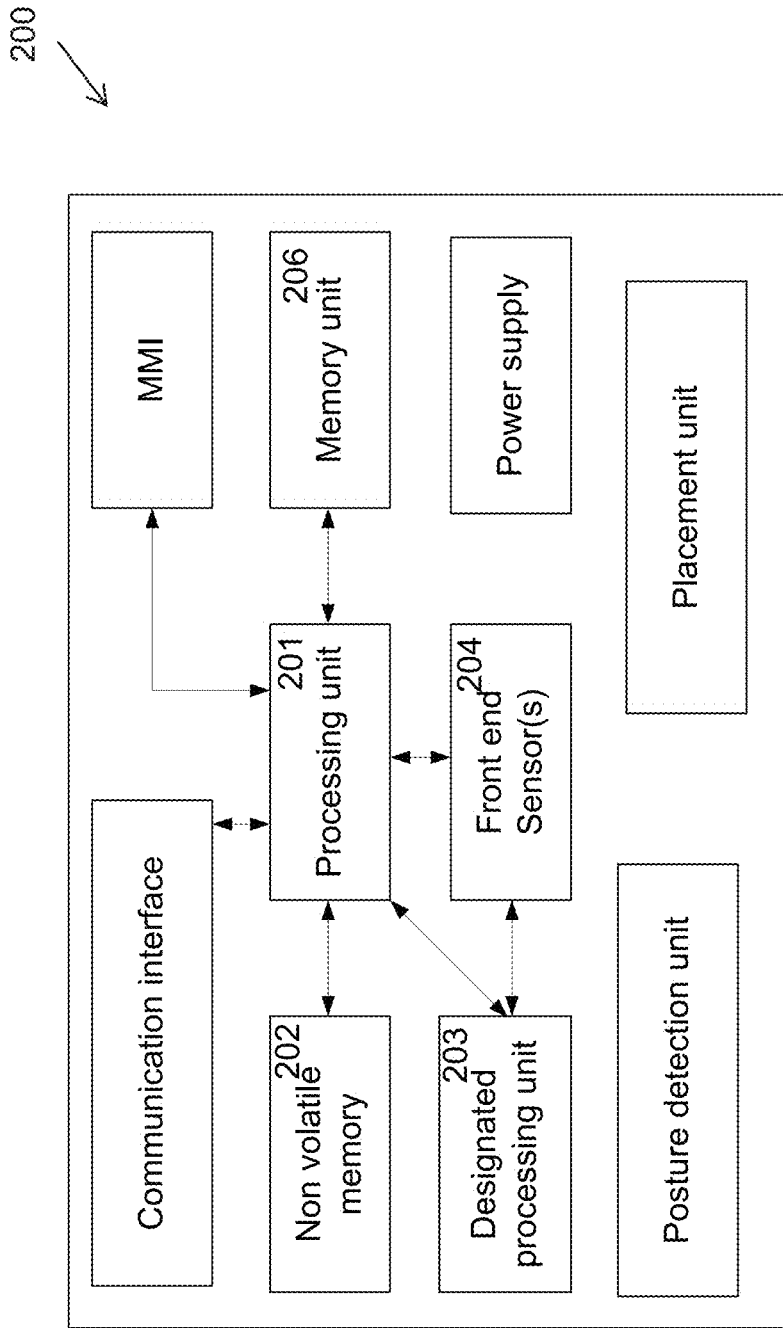 200
Communication interface
MMI
202
Non volatile
memory
201
Processing unit
206
Memory unit
203
Designated
processing unit
204
Front end
Sensor(s)
Power supply
Posture detection unit
Placement unit